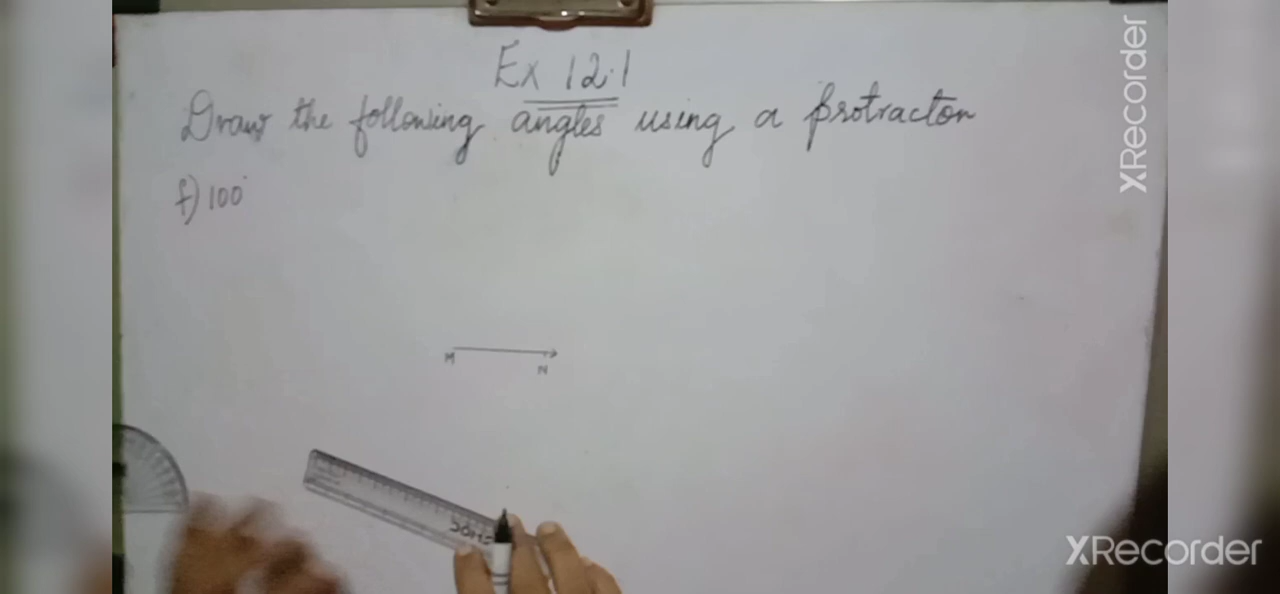 Ex 12.1
Draw the following angles using a protractor
f) 100°
M
N
XRecorder
XRecorder